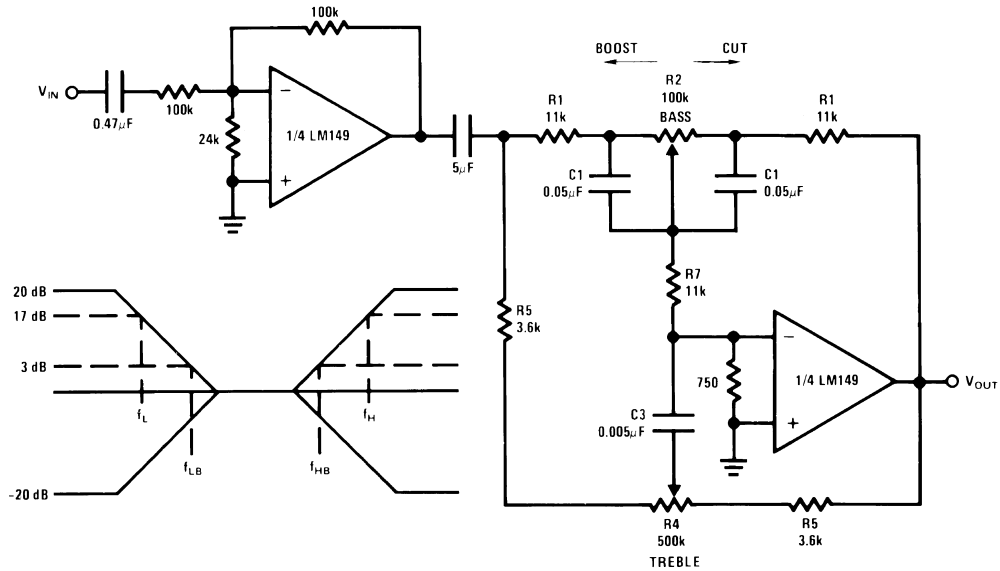 100k
V_IN
0.47μF
100k
24k
1/4 LM149
−
+
5μF
BOOST
CUT
R2
100k
BASS
R1
11k
R1
11k
C1
0.05μF
C1
0.05μF
R7
11k
R5
3.6k
750
−
+
1/4 LM149
V_OUT
C3
0.005μF
R4
500k
TREBLE
R5
3.6k
20 dB
17 dB
3 dB
-20 dB
f_L
f_LB
f_HB
f_H